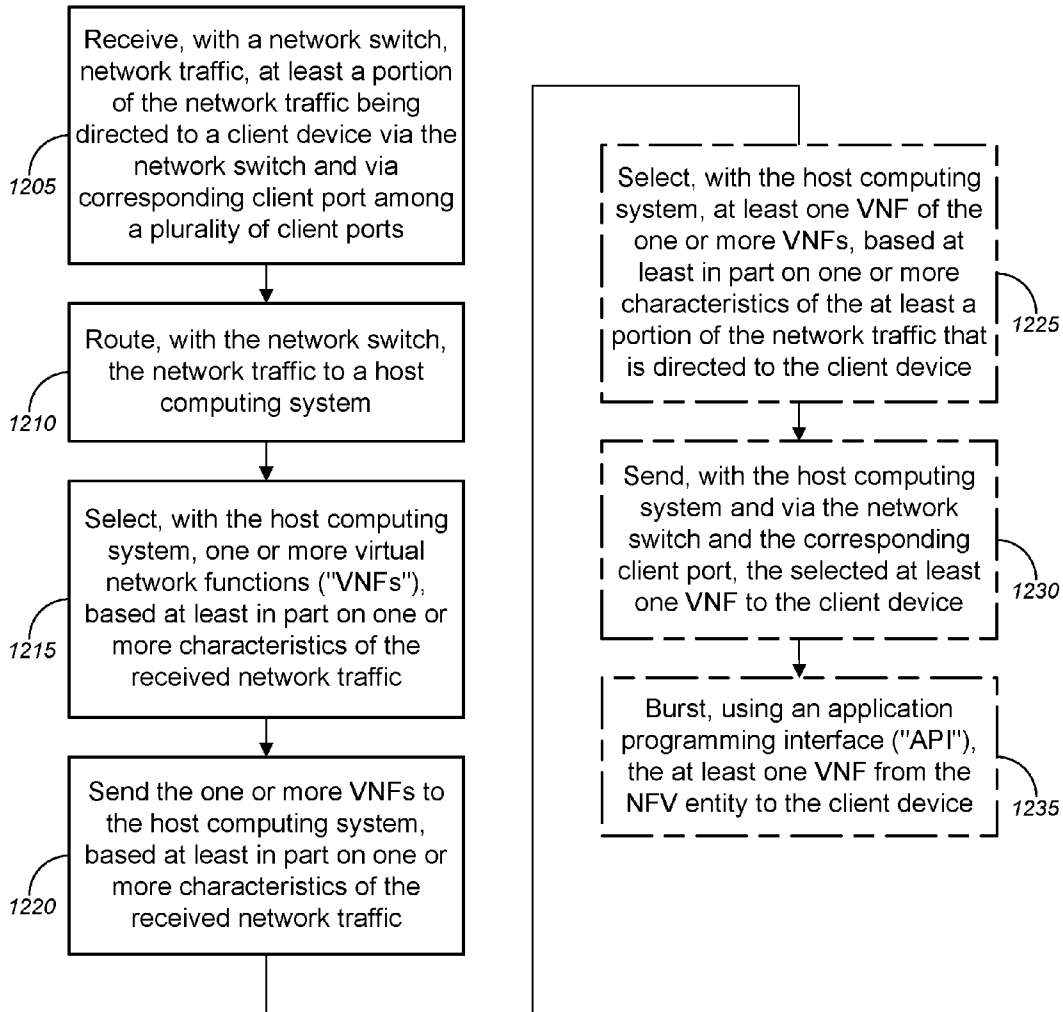 Receive, with a network switch,
network traffic, at least a portion
of the network traffic being
directed to a client device via the
network switch and via
corresponding client port among
a plurality of client ports
1205
Route, with the network switch,
the network traffic to a host
computing system
1210
Select, with the host computing
system, one or more virtual
network functions ("VNFs"),
based at least in part on one or
more characteristics of the
received network traffic
1215
Send the one or more VNFs to
the host computing system,
based at least in part on one or
more characteristics of the
received network traffic
1220
Select, with the host computing
system, at least one VNF of the
one or more VNFs, based at
least in part on one or more
characteristics of the at least a
portion of the network traffic that
is directed to the client device
1225
Send, with the host computing
system and via the network
switch and the corresponding
client port, the selected at least
one VNF to the client device
1230
Burst, using an application
programming interface ("API"),
the at least one VNF from the
NFV entity to the client device
1235